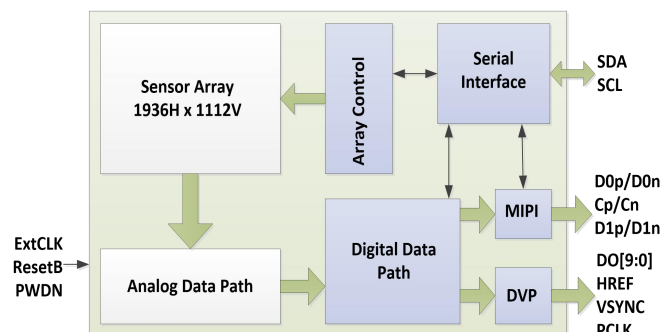 Sensor Array
1936H x 1112V
Array Control
Serial
Interface
SDA
SCL
D0p/D0n
Cp/Cn
D1p/D1n
MIPI
Digital Data
Path
ExtCLK
ResetB
PWDN
Analog Data Path
DVP
DO[9:0]
HREF
VSYNC
PCLK